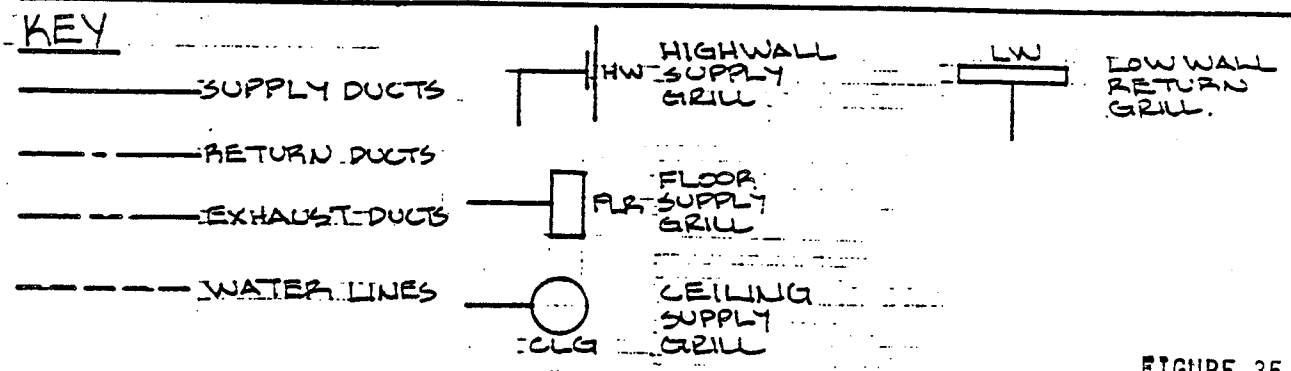 KEY
SUPPLY DUCTS
RETURN DUCTS
EXHAUST DUCTS
WATER LINES
HW
HIGHWALL
SUPPLY
GRILL
FLR
FLOOR
SUPPLY
GRILL
CLG
CEILING
SUPPLY
GRILL
LW
LOW WALL
RETURN
GRILL.
FIGURE 35